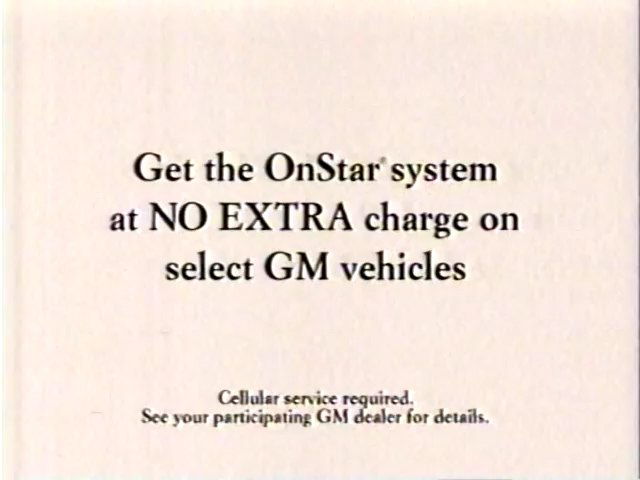 Get the OnStar® system
at NO EXTRA charge on
select GM vehicles
Cellular service required.
See your participating GM dealer for details.